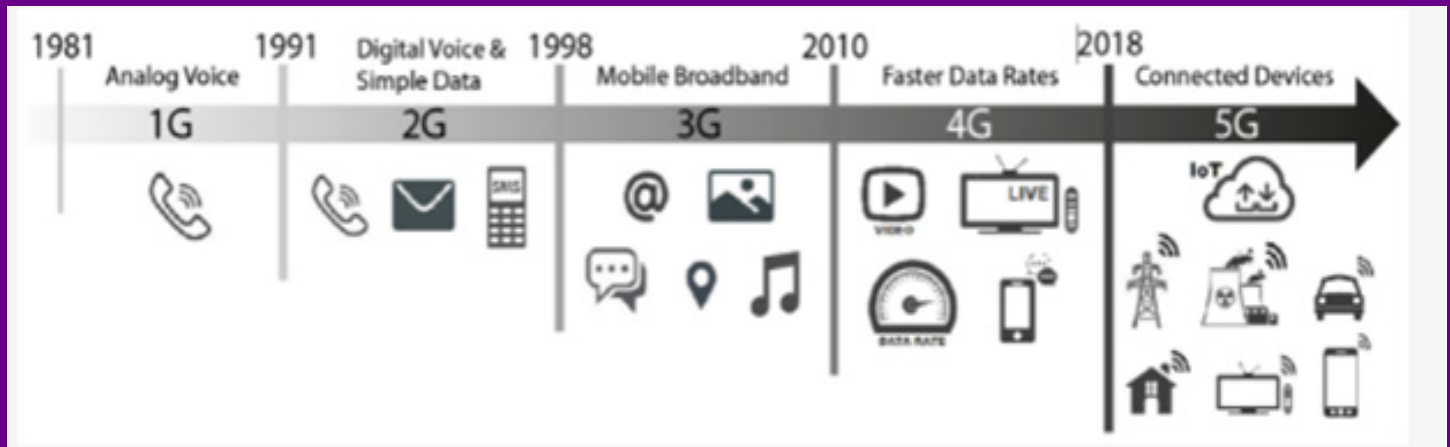 1981
Analog Voice
1G
1991
Digital Voice &
Simple Data
2G
SMS
1998
Mobile Broadband
3G
@
2010
Faster Data Rates
4G
VIDEO
LIVE
DATA RATE
2018
Connected Devices
5G
IoT